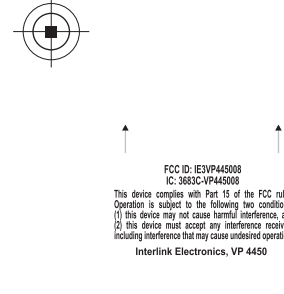 FCC ID: IE3VP445008
IC: 3683C-VP445008
This device complies with Part 15 of the FCC
Operation is subject to the following two
(1) this device may not cause harmful interference,
(2) this device must accept any interference
including interference that may cause undesired
Interlink Electronics, VP 4450